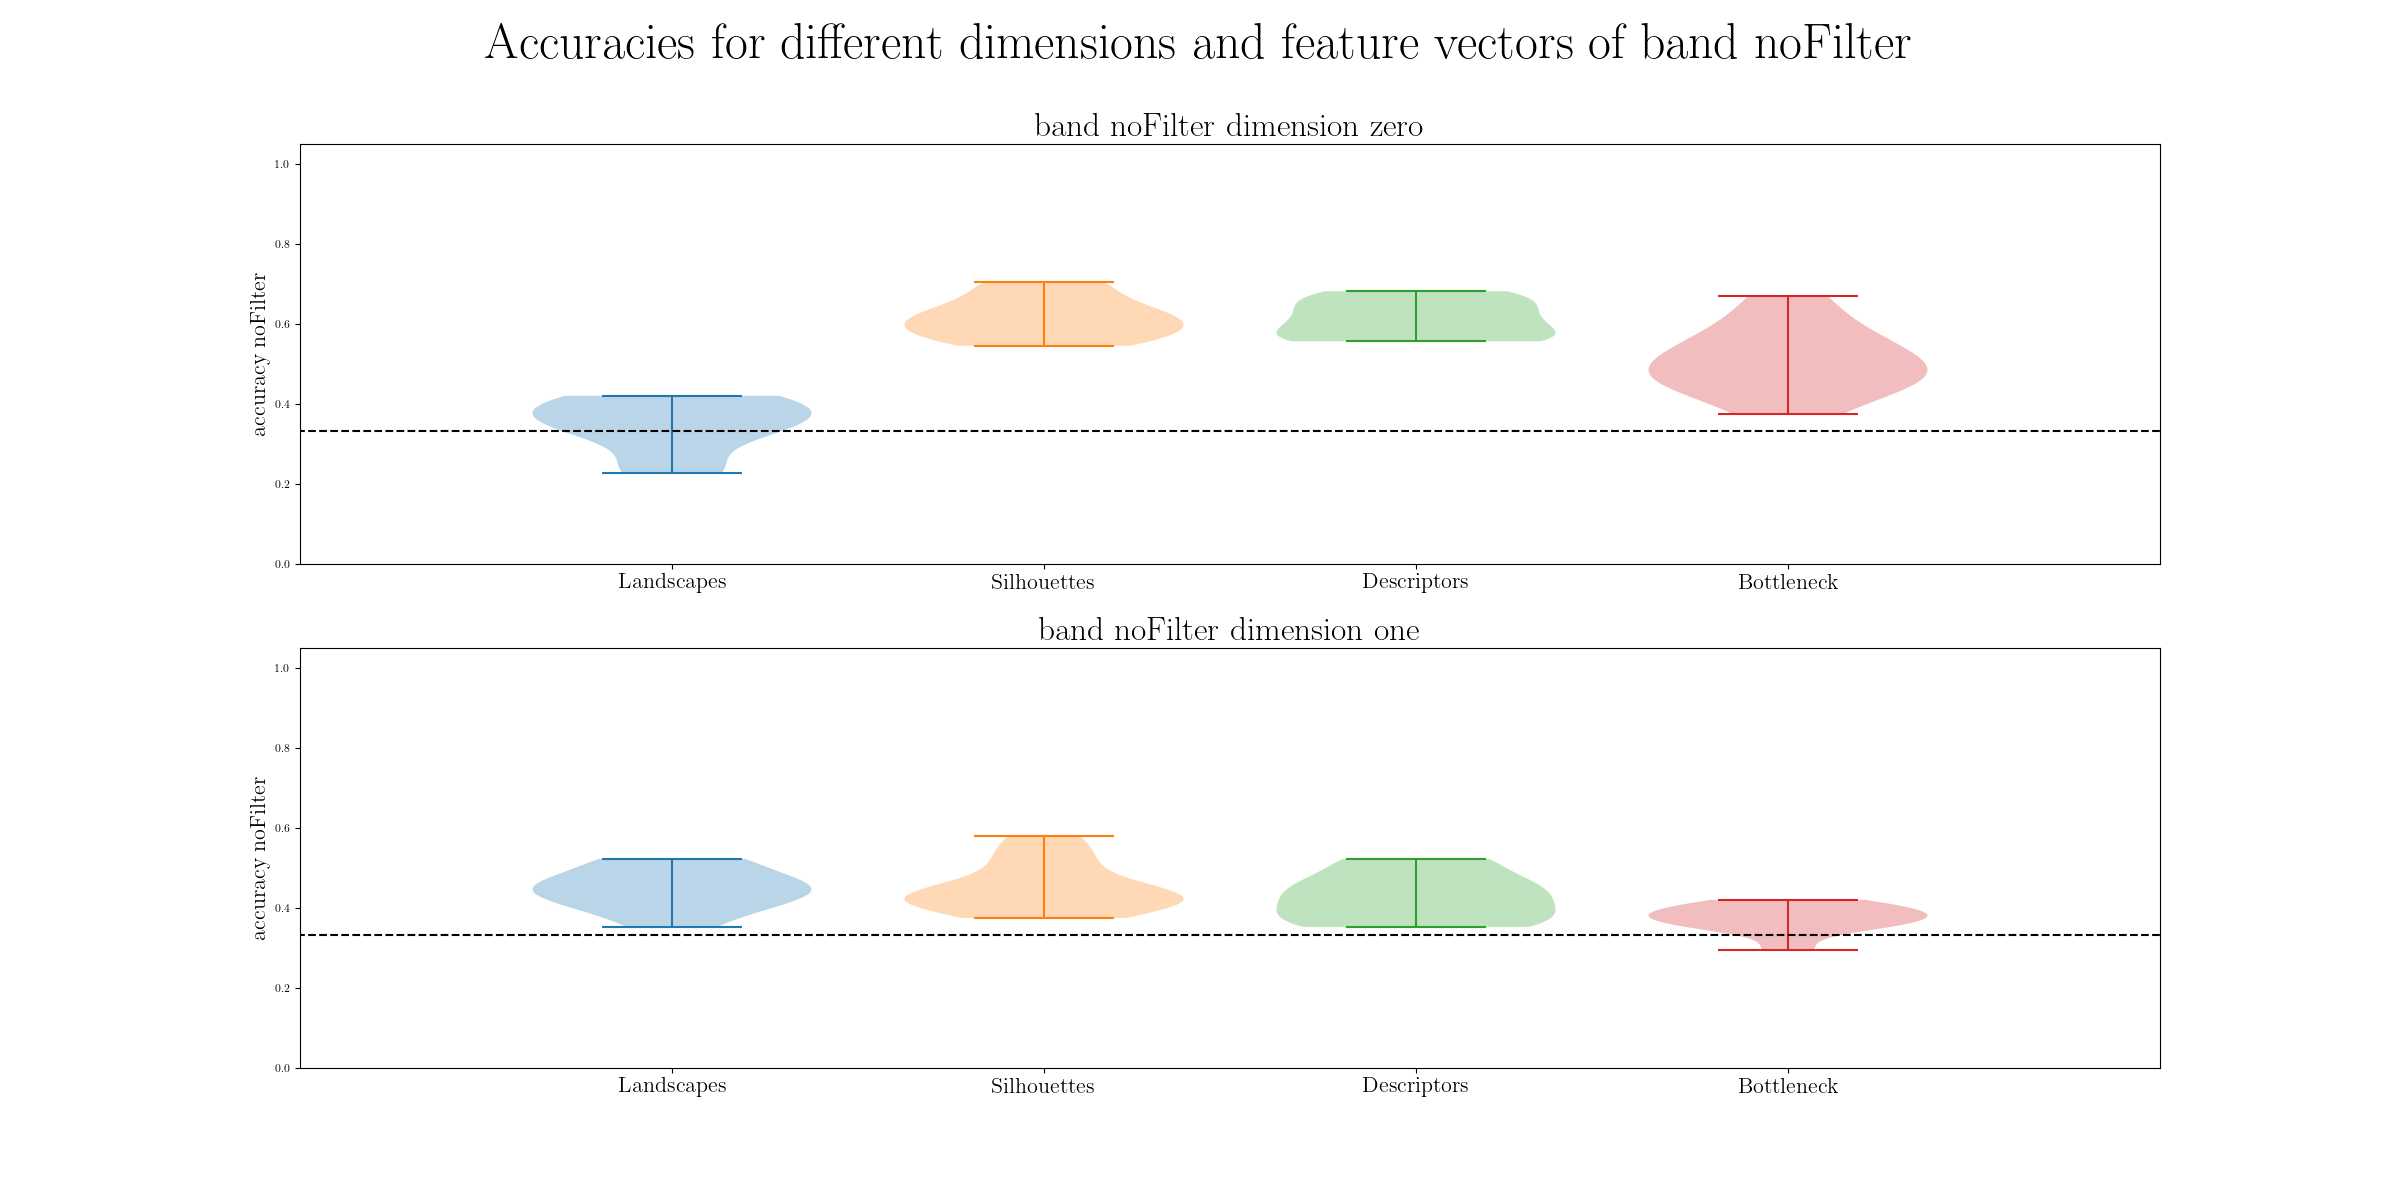 Accuracies for different dimensions and feature vectors of band noFilter
band noFilter dimension zero
accuracy noFilter
1.0
0.8
0.6
0.4
0.2
0.0
Landscapes Silhouettes Descriptors Bottleneck
band noFilter dimension one
accuracy noFilter
1.0
0.8
0.6
0.4
0.2
0.0
Landscapes Silhouettes Descriptors Bottleneck